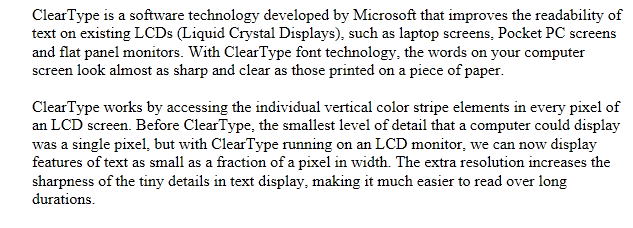 ClearType is a software technology developed by Microsoft that improves the readability of
text on existing LCDs (Liquid Crystal Displays), such as laptop screens, Pocket PC screens
and flat panel monitors. With ClearType font technology, the words on your computer
screen look almost as sharp and clear as those printed on a piece of paper.
ClearType works by accessing the individual vertical color stripe elements in every pixel of
an LCD screen. Before ClearType, the smallest level of detail that a computer could display
was a single pixel, but with ClearType running on an LCD monitor, we can now display
features of text as small as a fraction of a pixel in width. The extra resolution increases the
sharpness of the tiny details in text display, making it much easier to read over long
durations.